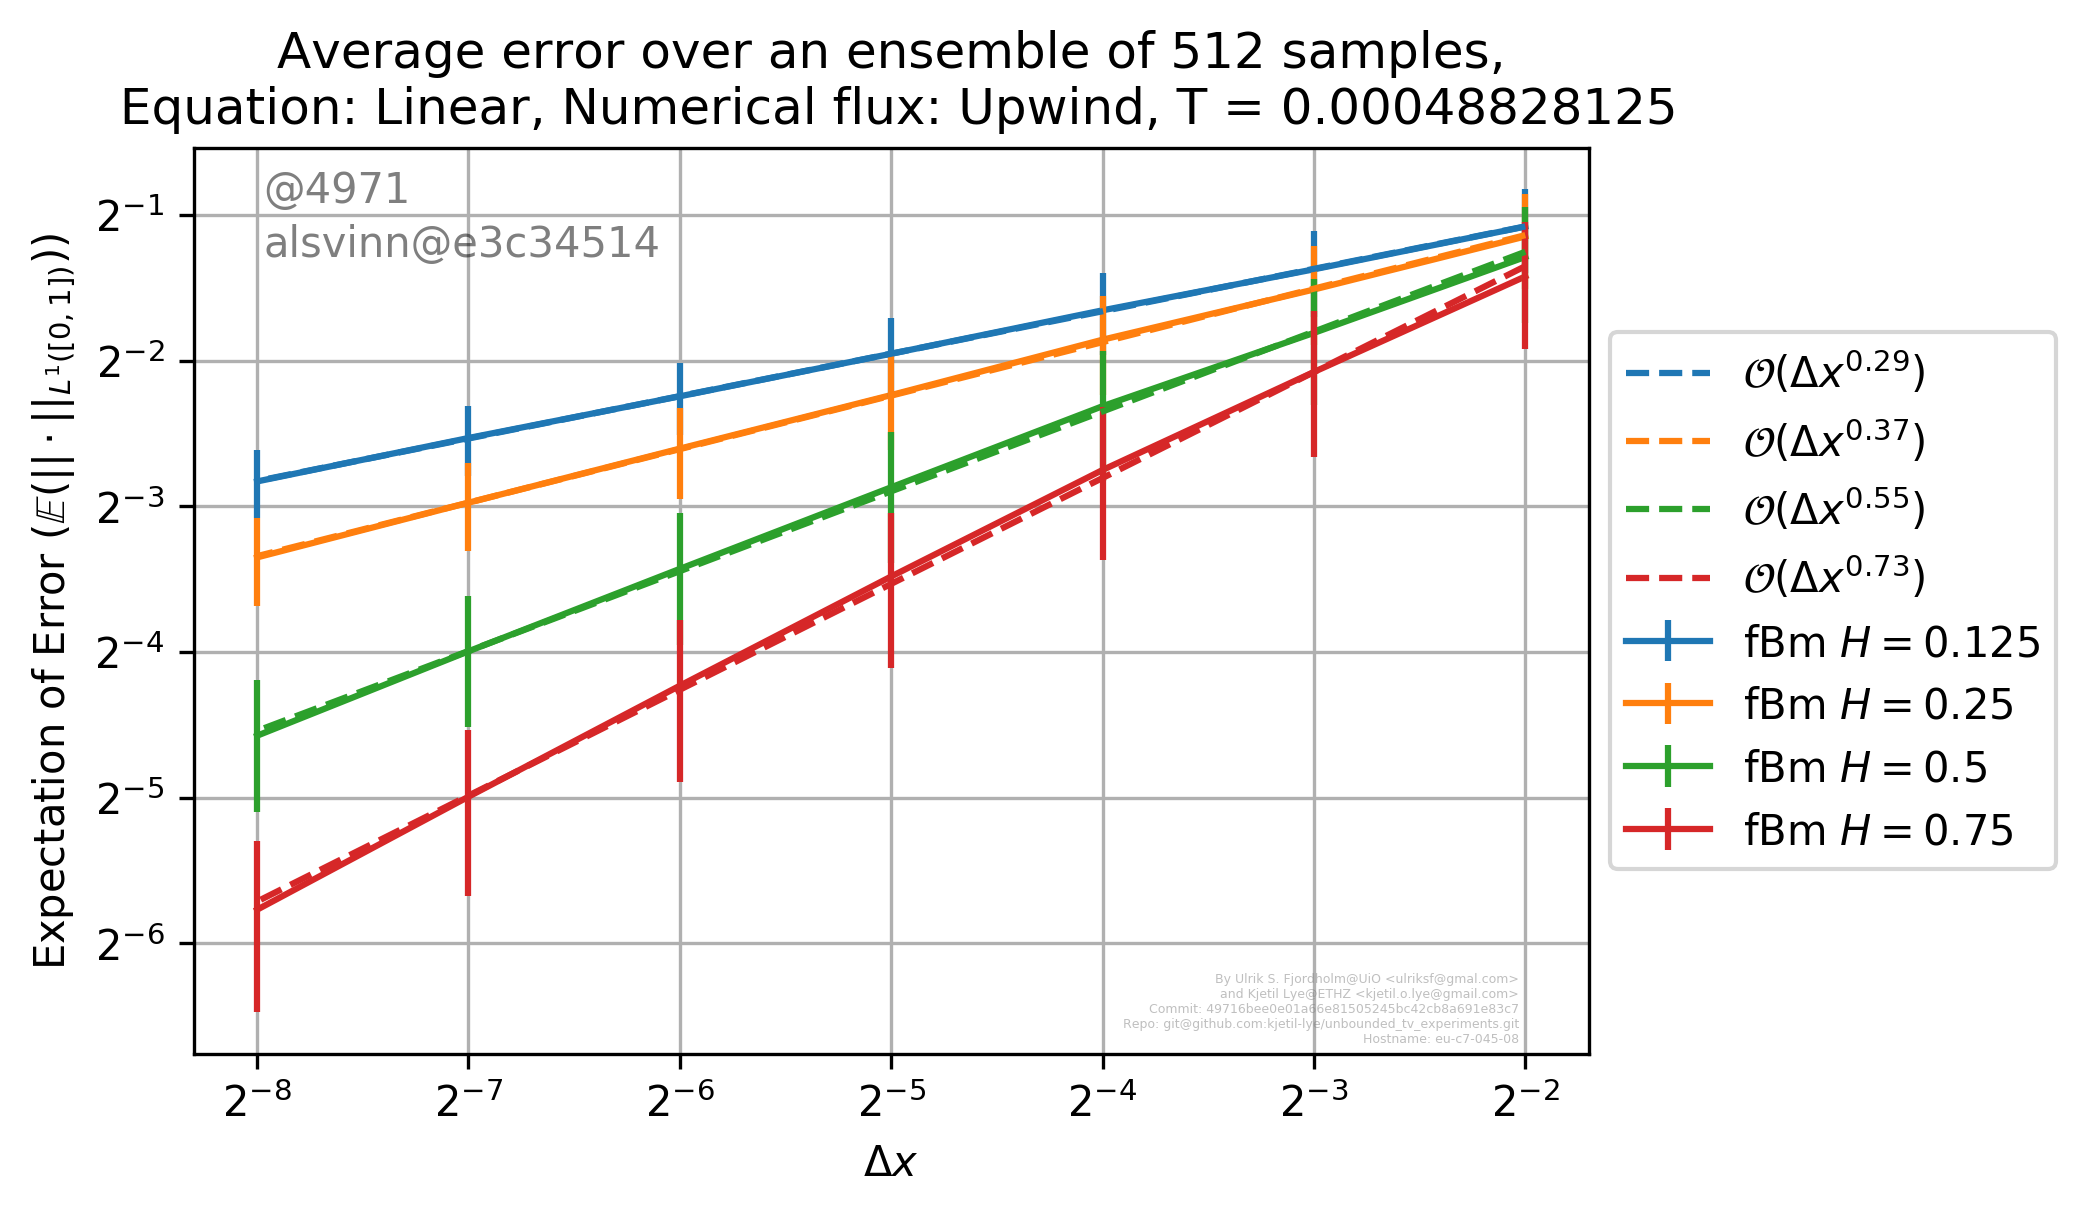 Average error over an ensemble of 512 samples,
Equation: Linear, Numerical flux: Upwind, T = 0.00048828125
@4971
alsvinn@e3c34514
Expectation of Error (𝔼(|| · ||_{L¹([0, 1])}))
2⁻¹
2⁻²
2⁻³
2⁻⁴
2⁻⁵
2⁻⁶
2⁻⁸ 2⁻⁷ 2⁻⁶ 2⁻⁵ 2⁻⁴ 2⁻³ 2⁻²
Δx
𝒪(Δx^{0.29})
𝒪(Δx^{0.37})
𝒪(Δx^{0.55})
𝒪(Δx^{0.73})
fBm H = 0.125
fBm H = 0.25
fBm H = 0.5
fBm H = 0.75
By Ulrik S. Fjordholm@UiO <ulriksf@gmal.com>
and Kjetil Lye@ETHZ <kjetil.o.lye@gmail.com>
Commit: 49716bee0e01a66e81505245bc42cb8a691e83c7
Repo: git@github.com:kjetil-lye/unbounded_tv_experiments.git
Hostname: eu-c7-045-08